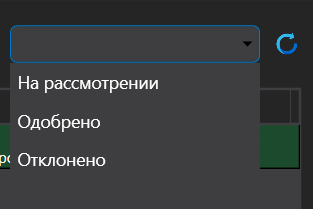 На рассмотрении
Одобрено
Отклонено